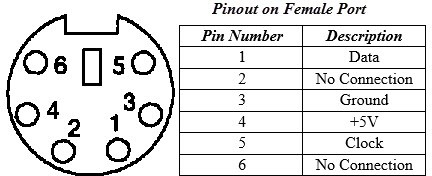 Pinout on Female Port
Pin Number Description
1 Data
2 No Connection
3 Ground
4 +5V
5 Clock
6 No Connection
6 5
4 3
2 1